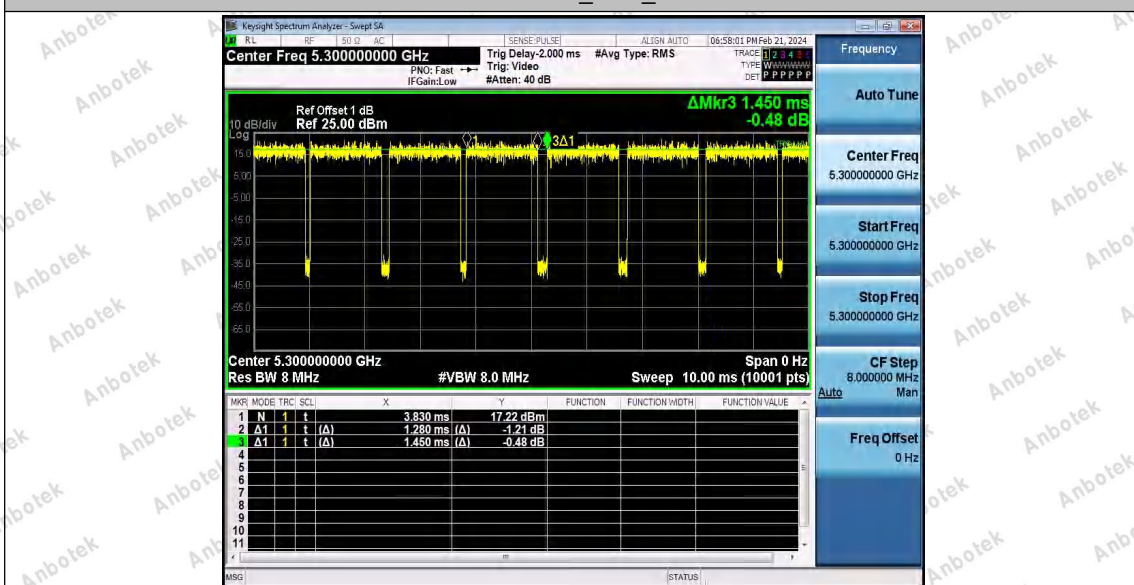 Keysight Spectrum Analyzer - Swept SA
RL RF 50 Ω AC SENSE:PULSE ALIGN AUTO 06:58:01 PM Feb 21, 2024
Center Freq 5.300000000 GHz
PNO: Fast
IFGain:Low
Trig Delay-2.000 ms #Avg Type: RMS
Trig: Video
#Atten: 40 dB
TRACE 1 2 3 4 5 6
TYPE WWWWWW
DET P P P P P P
ΔMkr3 1.450 ms
-0.48 dB
Ref Offset 1 dB
10 dB/div Ref 25.00 dBm
Log
15.0
5.00
-5.00
-15.0
-25.0
-35.0
-45.0
-55.0
-65.0
1
3Δ1
Center 5.300000000 GHz Span 0 Hz
Res BW 8 MHz #VBW 8.0 MHz Sweep 10.00 ms (10001 pts)
MKR MODE TRC SCL X Y FUNCTION FUNCTION WIDTH FUNCTION VALUE
1 N 1 t 3.830 ms 17.22 dBm
2 Δ1 1 t (Δ) 1.280 ms (Δ) -1.21 dB
3 Δ1 1 t (Δ) 1.450 ms (Δ) -0.48 dB
4
5
6
7
8
9
10
11
MSG STATUS
Frequency
Auto Tune
Center Freq
5.300000000 GHz
Start Freq
5.300000000 GHz
Stop Freq
5.300000000 GHz
CF Step
8.000000 MHz
Auto Man
Freq Offset
0 Hz
Anbotek